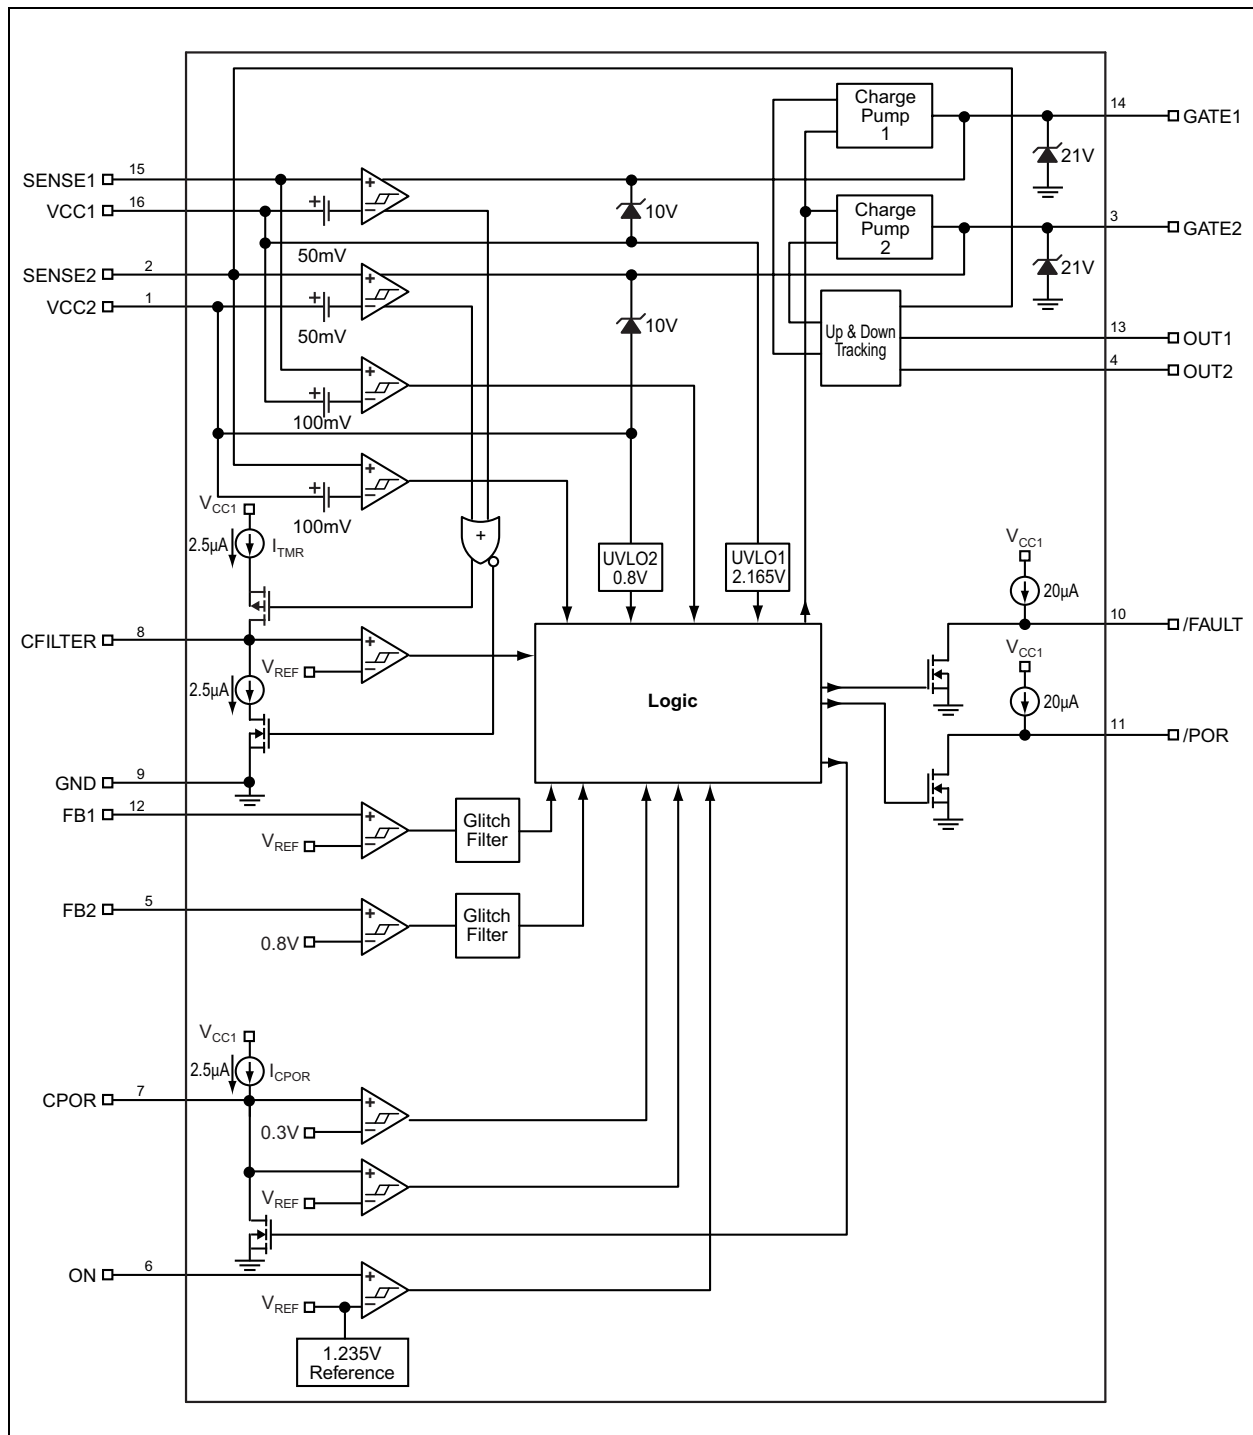 Charge
Pump
1
14
GATE1
21V
15
SENSE1
16
VCC1
+
+
−
50mV
10V
Charge
Pump
2
3
GATE2
21V
2
SENSE2
1
VCC2
+
+
−
50mV
10V
Up & Down
Tracking
13
OUT1
4
OUT2
+
+
−
100mV
+
+
−
100mV
VCC1
2.5µA
ITMR
+
UVLO2
0.8V
UVLO1
2.165V
VCC1
20µA
10
/FAULT
8
CFILTER
+
−
VREF
2.5µA
Logic
VCC1
20µA
11
/POR
9
GND
12
FB1
+
−
VREF
Glitch
Filter
5
FB2
+
−
0.8V
Glitch
Filter
VCC1
2.5µA
ICPOR
7
CPOR
+
−
0.3V
+
−
VREF
6
ON
+
−
VREF
1.235V
Reference